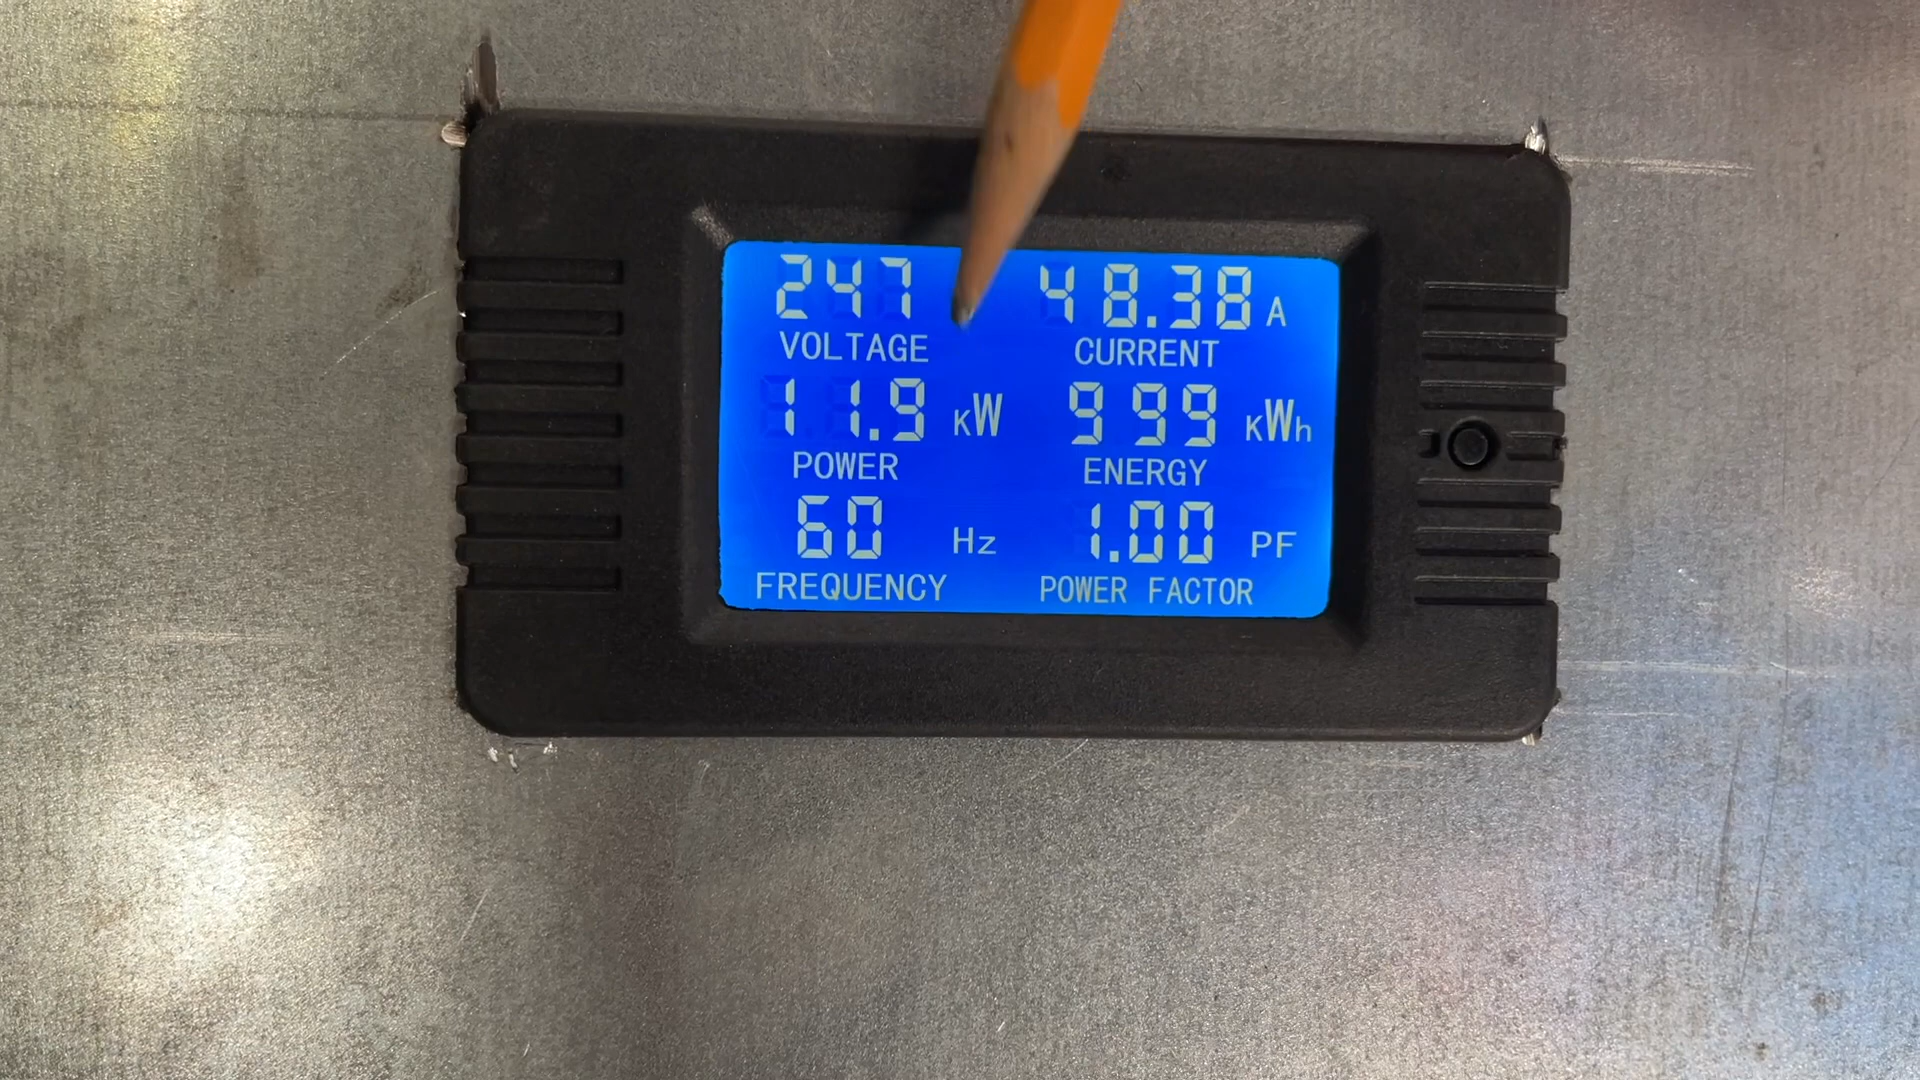 247 48.38 A
VOLTAGE CURRENT
11.9 KW 999 KWh
POWER ENERGY
60 Hz 1.00 PF
FREQUENCY POWER FACTOR